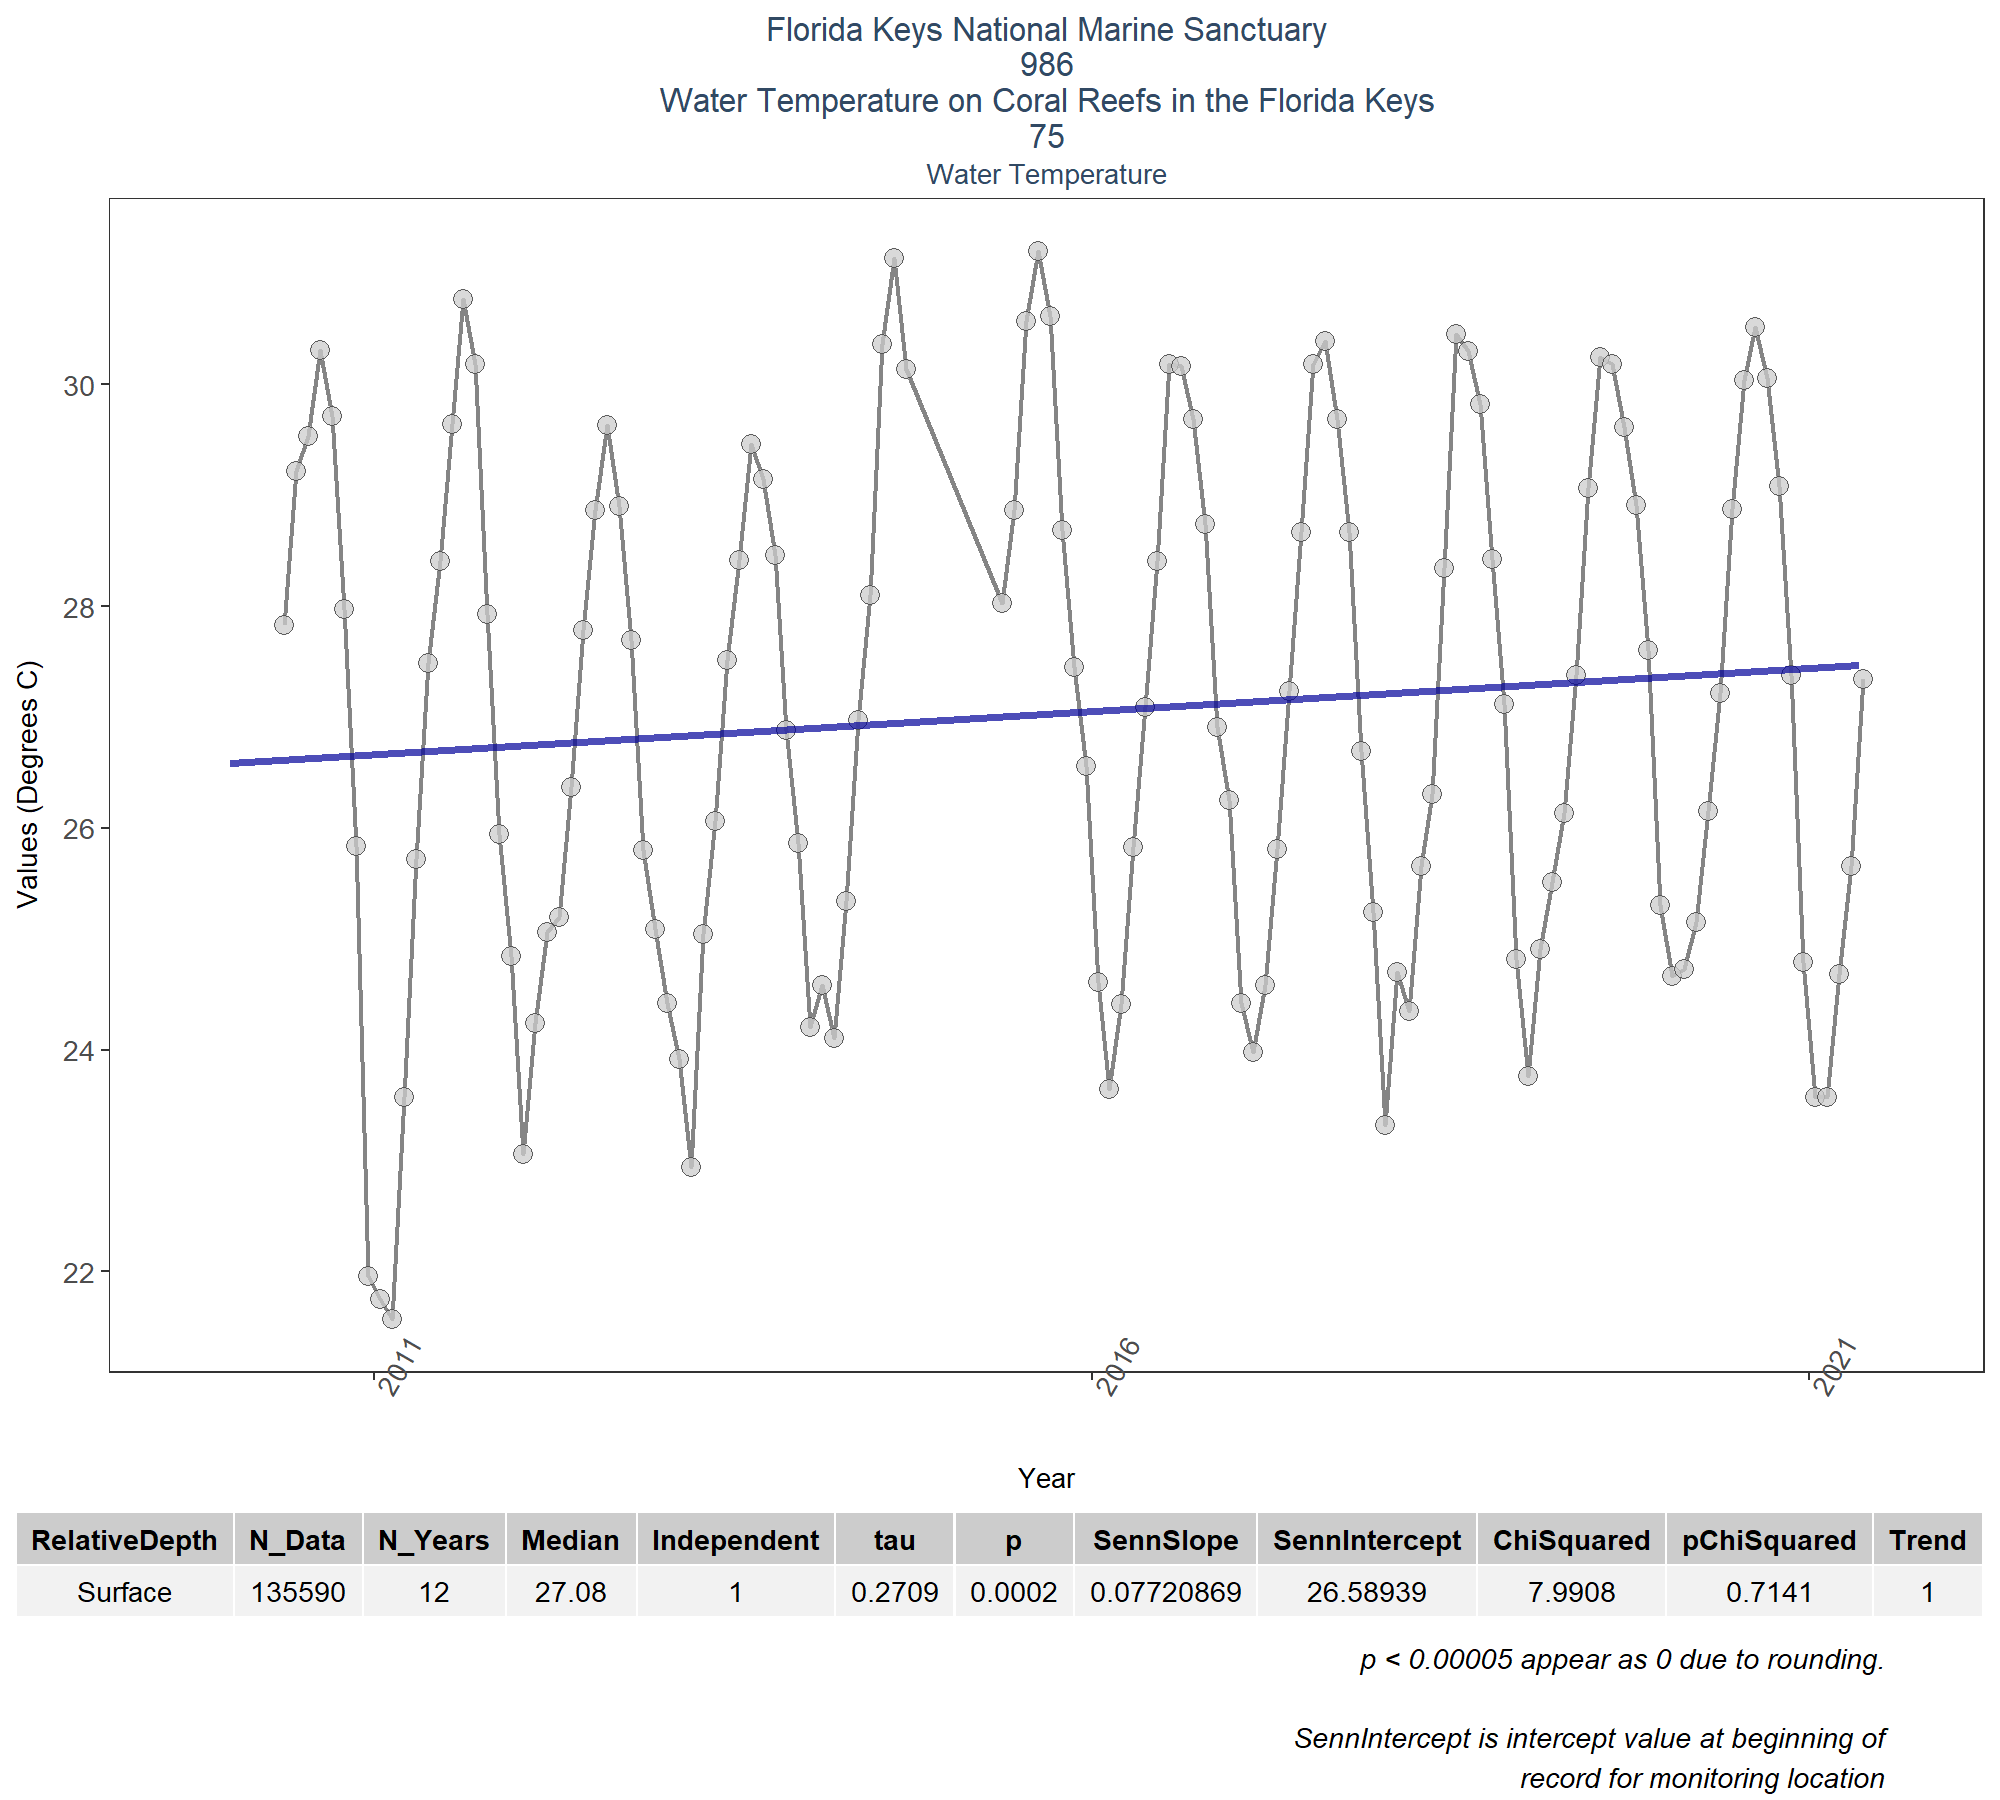 Florida Keys National Marine Sanctuary
986
Water Temperature on Coral Reefs in the Florida Keys
75
Water Temperature
30
28
26
24
22
Values (Degrees C)
2011
2016
2021
Year
RelativeDepth N_Data N_Years Median Independent tau p SennSlope SennIntercept ChiSquared pChiSquared Trend
Surface 135590 12 27.08 1 0.2709 0.0002 0.07720869 26.58939 7.9908 0.7141 1
p < 0.00005 appear as 0 due to rounding.
SennIntercept is intercept value at beginning of
record for monitoring location